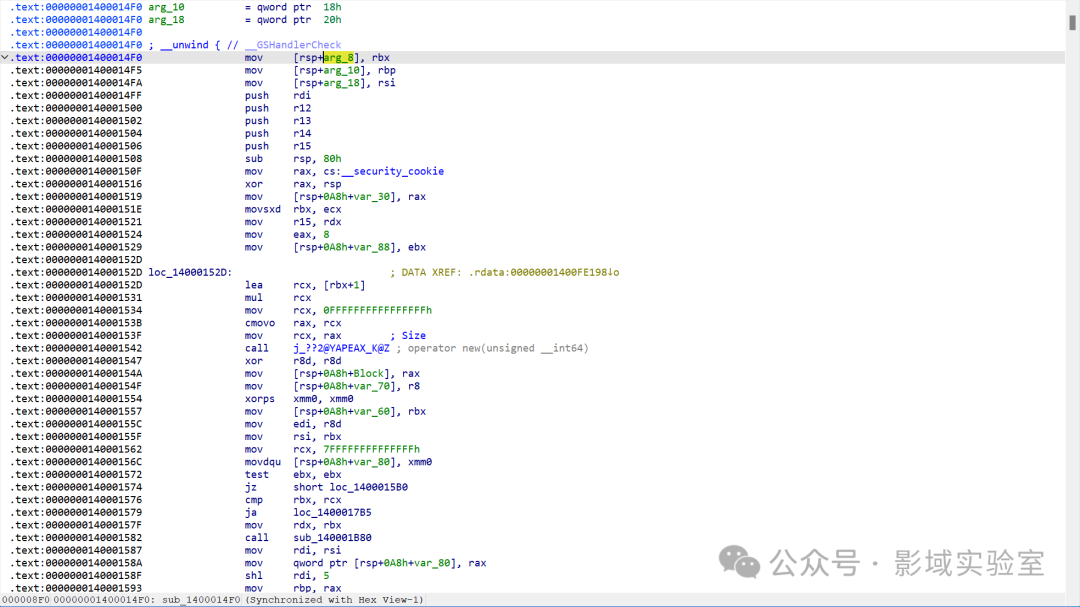 .text:00000001400014F0 arg_10          = qword ptr  18h
.text:00000001400014F0 arg_18          = qword ptr  20h
.text:00000001400014F0
.text:00000001400014F0 ; __unwind { // __GSHandlerCheck
.text:00000001400014F0                 mov     [rsp+arg_8], rbx
.text:00000001400014F5                 mov     [rsp+arg_10], rbp
.text:00000001400014FA                 mov     [rsp+arg_18], rsi
.text:00000001400014FF                 push    rdi
.text:0000000140001500                 push    r12
.text:0000000140001502                 push    r13
.text:0000000140001504                 push    r14
.text:0000000140001506                 push    r15
.text:0000000140001508                 sub     rsp, 80h
.text:000000014000150F                 mov     rax, cs:__security_cookie
.text:0000000140001516                 xor     rax, rsp
.text:0000000140001519                 mov     [rsp+0A8h+var_30], rax
.text:000000014000151E                 movsxd  rbx, ecx
.text:0000000140001521                 mov     r15, rdx
.text:0000000140001524                 mov     eax, 8
.text:0000000140001529                 mov     [rsp+0A8h+var_88], ebx
.text:000000014000152D
.text:000000014000152D loc_14000152D:                          ; DATA XREF: .rdata:00000001400FE198↓o
.text:000000014000152D                 lea     rcx, [rbx+1]
.text:0000000140001531                 mul     rcx
.text:0000000140001534                 mov     rcx, 0FFFFFFFFFFFFFFFFh
.text:000000014000153B                 cmovo   rax, rcx
.text:000000014000153F                 mov     rcx, rax        ; Size
.text:0000000140001542                 call    j_??2@YAPEAX_K@Z ; operator new(unsigned __int64)
.text:0000000140001547                 xor     r8d, r8d
.text:000000014000154A                 mov     [rsp+0A8h+Block], rax
.text:000000014000154F                 mov     [rsp+0A8h+var_70], r8
.text:0000000140001554                 xorps   xmm0, xmm0
.text:0000000140001557                 mov     [rsp+0A8h+var_60], rbx
.text:000000014000155C                 mov     edi, r8d
.text:000000014000155F                 mov     rsi, rbx
.text:0000000140001562                 mov     rcx, 7FFFFFFFFFFFFFFh
.text:000000014000156C                 movdqu  [rsp+0A8h+var_80], xmm0
.text:0000000140001572                 test    ebx, ebx
.text:0000000140001574                 jz      short loc_1400015B0
.text:0000000140001576                 cmp     rbx, rcx
.text:0000000140001579                 ja      loc_1400017B5
.text:000000014000157F                 mov     rdx, rbx
.text:0000000140001582                 call    sub_140001B80
.text:0000000140001587                 mov     rdi, rsi
.text:000000014000158A                 mov     qword ptr [rsp+0A8h+var_80], rax
.text:000000014000158F                 shl     rdi, 5
.text:0000000140001593                 mov     rbp, rax
000008F0 00000001400014F0: sub_1400014F0 (Synchronized with Hex View-1)
公众号 · 影域实验室